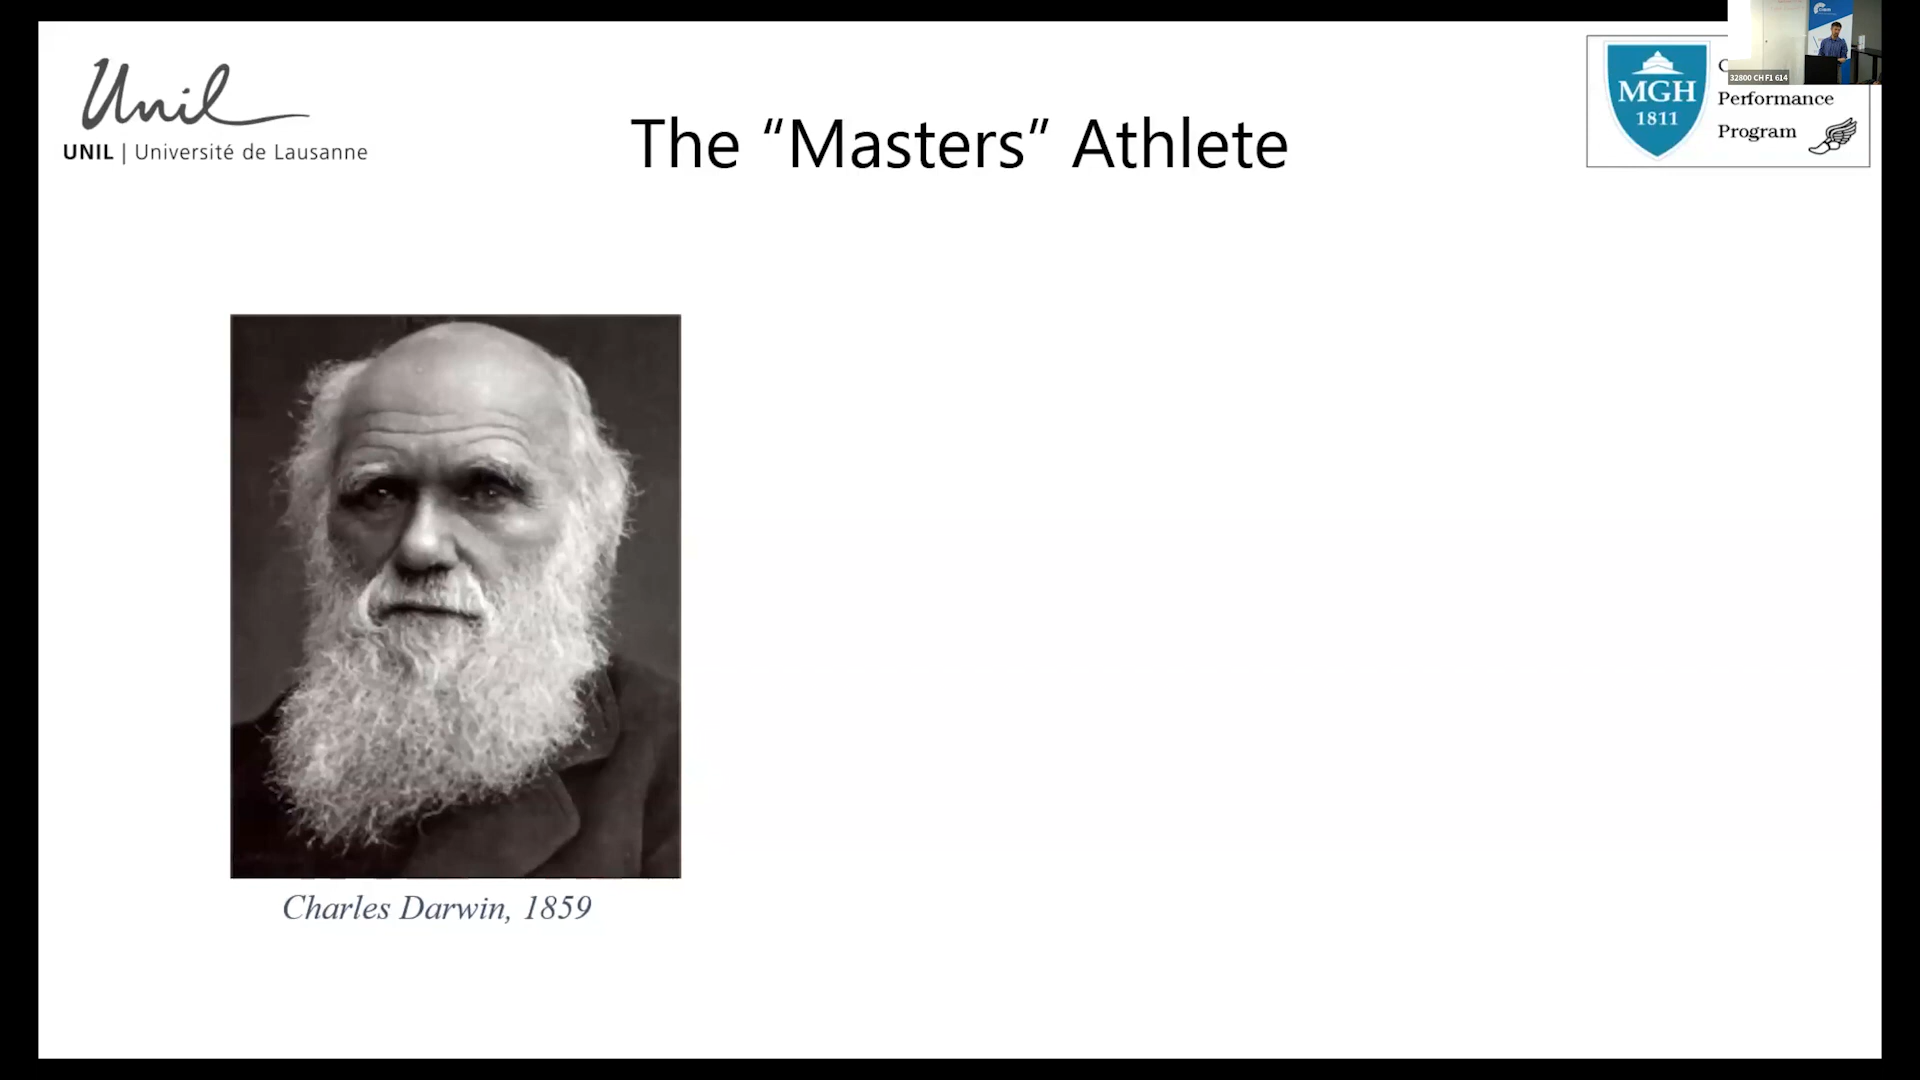 Unil
UNIL | Université de Lausanne
The “Masters” Athlete
MGH
1811
Performance
Program
32800 CH F1 614
Charles Darwin, 1859